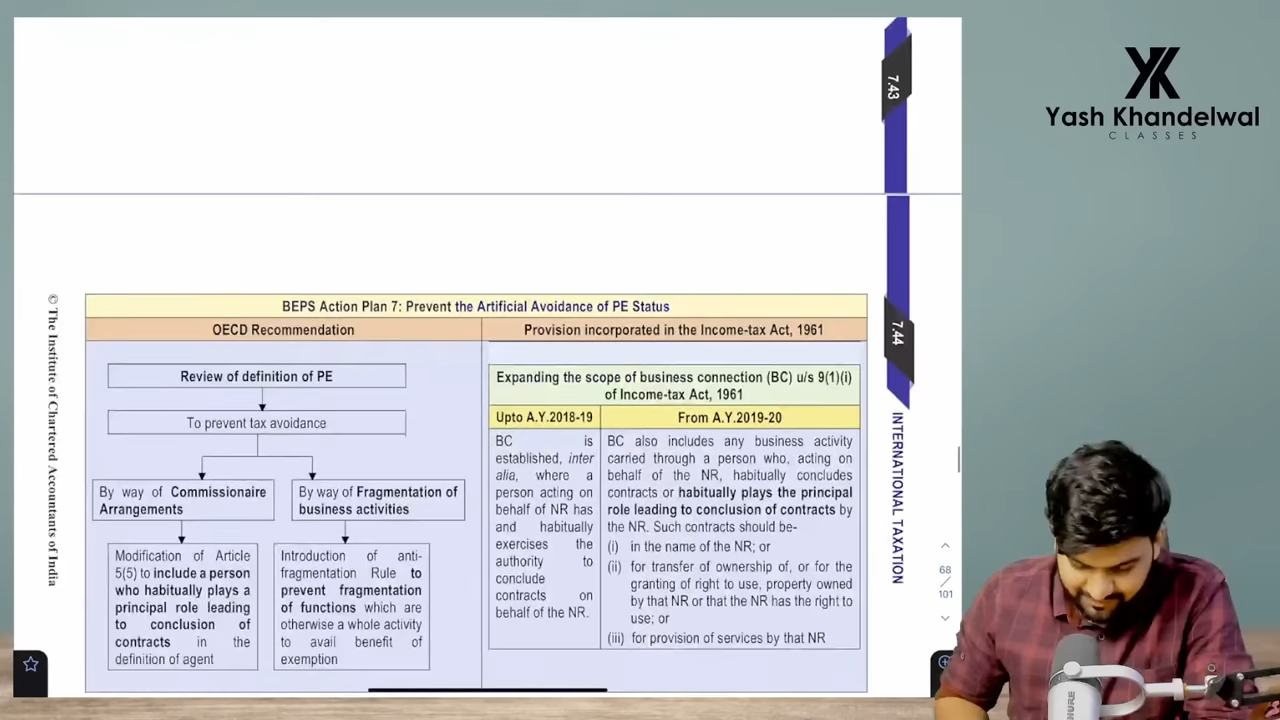 7.43
YK
Yash Khandelwal
CLASSES
© The Institute of Chartered Accountants of India
BEPS Action Plan 7: Prevent the Artificial Avoidance of PE Status
OECD Recommendation
Review of definition of PE
To prevent tax avoidance
By way of Commissionaire
Arrangements
By way of Fragmentation of
business activities
Modification of Article
5(5) to include a person
who habitually plays a
principal role leading
to conclusion of
contracts in the
definition of agent
Introduction of anti-
fragmentation Rule to
prevent fragmentation
of functions which are
otherwise a whole activity
to avail benefit of
exemption
Provision incorporated in the Income-tax Act, 1961
Expanding the scope of business connection (BC) u/s 9(1)(i)
of Income-tax Act, 1961
Upto A.Y.2018-19
BC is
established, inter
alia, where a
person acting on
behalf of NR has
and habitually
exercises the
authority to
conclude
contracts on
behalf of the NR.
From A.Y.2019-20
BC also includes any business activity
carried through a person who, acting on
behalf of the NR, habitually concludes
contracts or habitually plays the principal
role leading to conclusion of contracts by
the NR. Such contracts should be-
(i) in the name of the NR; or
(ii) for transfer of ownership of, or for the
granting of right to use, property owned
by that NR or that the NR has the right to
use; or
(iii) for provision of services by that NR
7.44
INTERNATIONAL TAXATION
68
/
101
SHURE